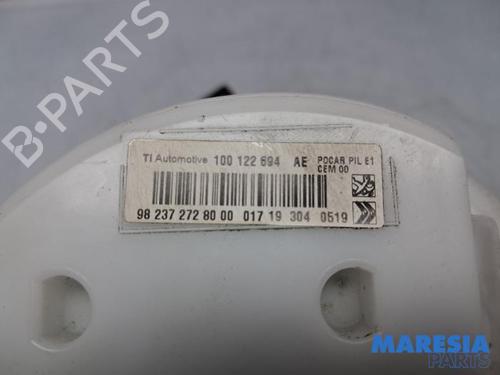 TI Automotive 100 122 694 AE POCAR PIL E1
CEM 00
98 237 272 80 00 017 19 304 0519
MARESIA
PARTS